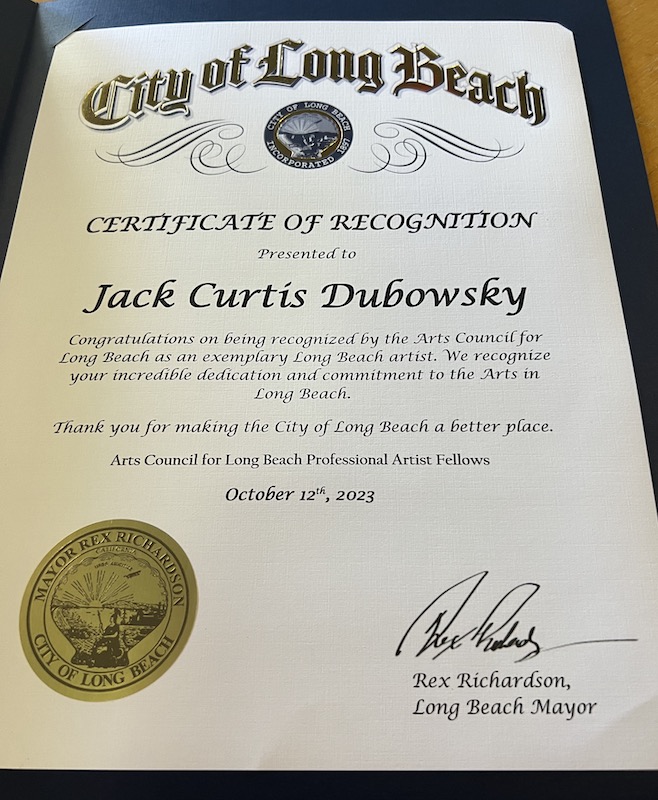 City of Long Beach
CITY OF LONG BEACH
INCORPORATED 1897
CERTIFICATE OF RECOGNITION
Presented to
Jack Curtis Dubowsky
Congratulations on being recognized by the Arts Council for
Long Beach as an exemplary Long Beach artist. We recognize
your incredible dedication and commitment to the Arts in
Long Beach.
Thank you for making the City of Long Beach a better place.
Arts Council for Long Beach Professional Artist Fellows
October 12th, 2023
MAYOR REX RICHARDSON
CITY OF LONG BEACH
Rex Richardson,
Long Beach Mayor